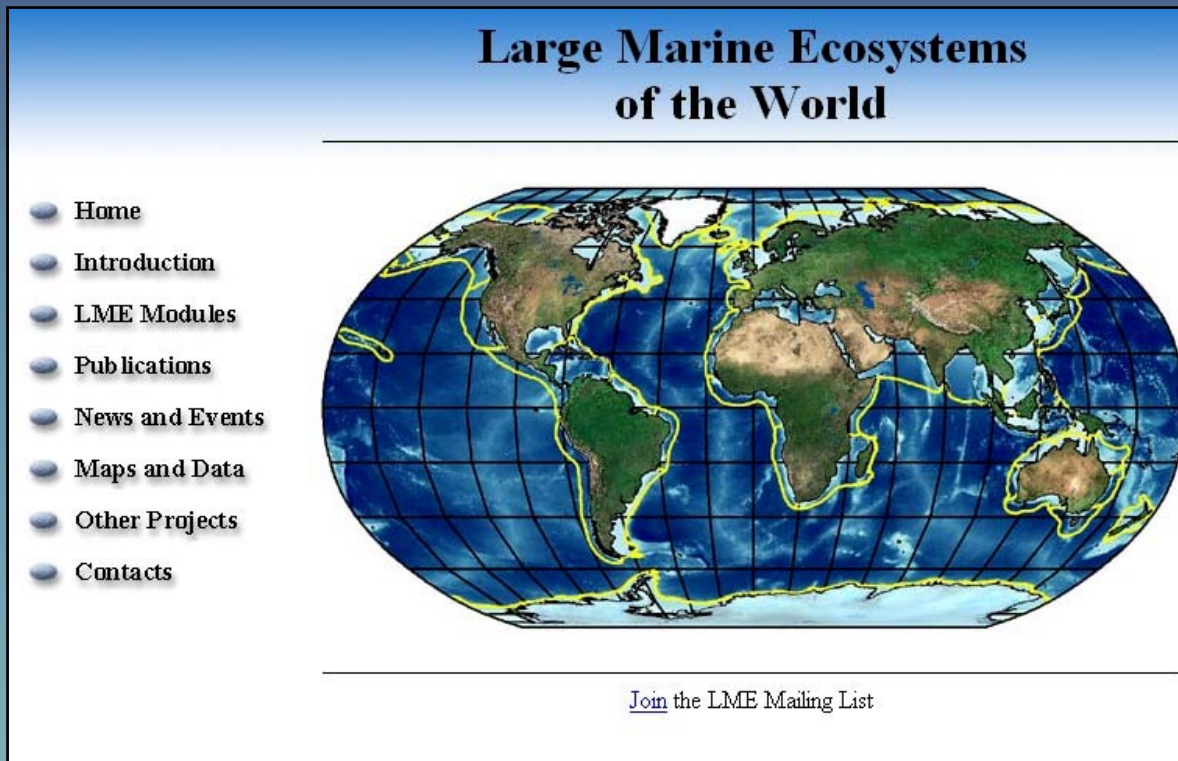 Large Marine Ecosystems
of the World
Home
Introduction
LME Modules
Publications
News and Events
Maps and Data
Other Projects
Contacts
Join the LME Mailing List